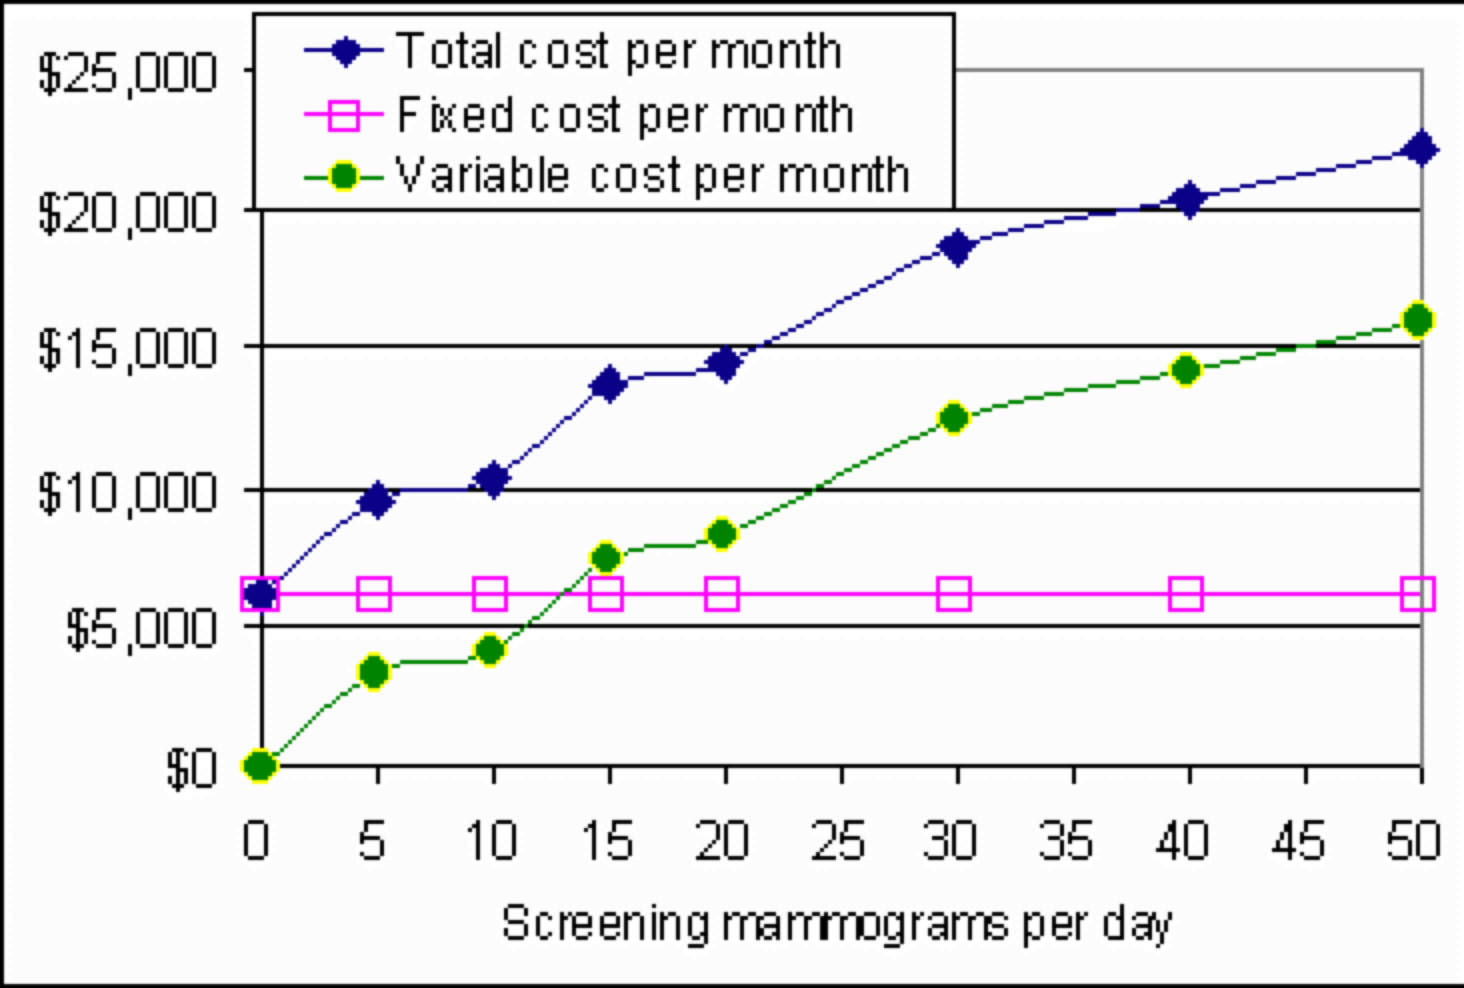 Total cost per month
Fixed cost per month
Variable cost per month
$25,000
$20,000
$15,000
$10,000
$5,000
$0
0 5 10 15 20 25 30 35 40 45 50
Screening mammograms per day